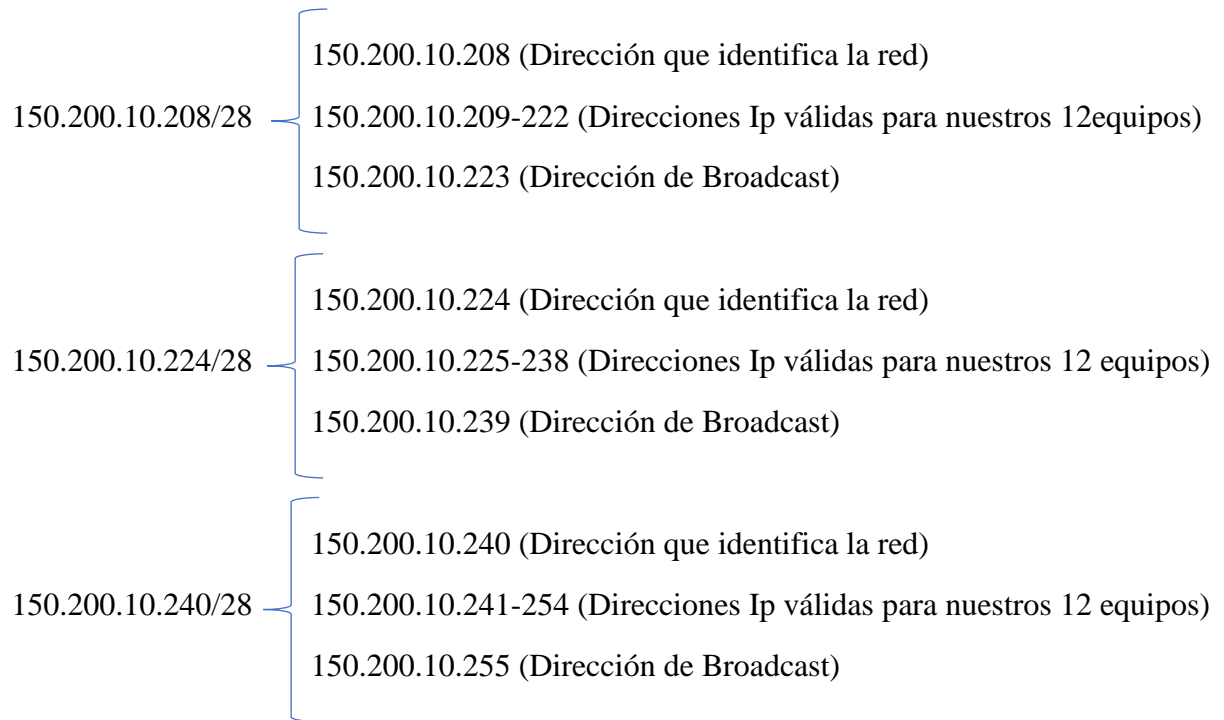 150.200.10.208 (Dirección que identifica la red)
150.200.10.208/28
150.200.10.209-222 (Direcciones Ip válidas para nuestros 12equipos)
150.200.10.223 (Dirección de Broadcast)
150.200.10.224 (Dirección que identifica la red)
150.200.10.224/28
150.200.10.225-238 (Direcciones Ip válidas para nuestros 12 equipos)
150.200.10.239 (Dirección de Broadcast)
150.200.10.240 (Dirección que identifica la red)
150.200.10.240/28
150.200.10.241-254 (Direcciones Ip válidas para nuestros 12 equipos)
150.200.10.255 (Dirección de Broadcast)